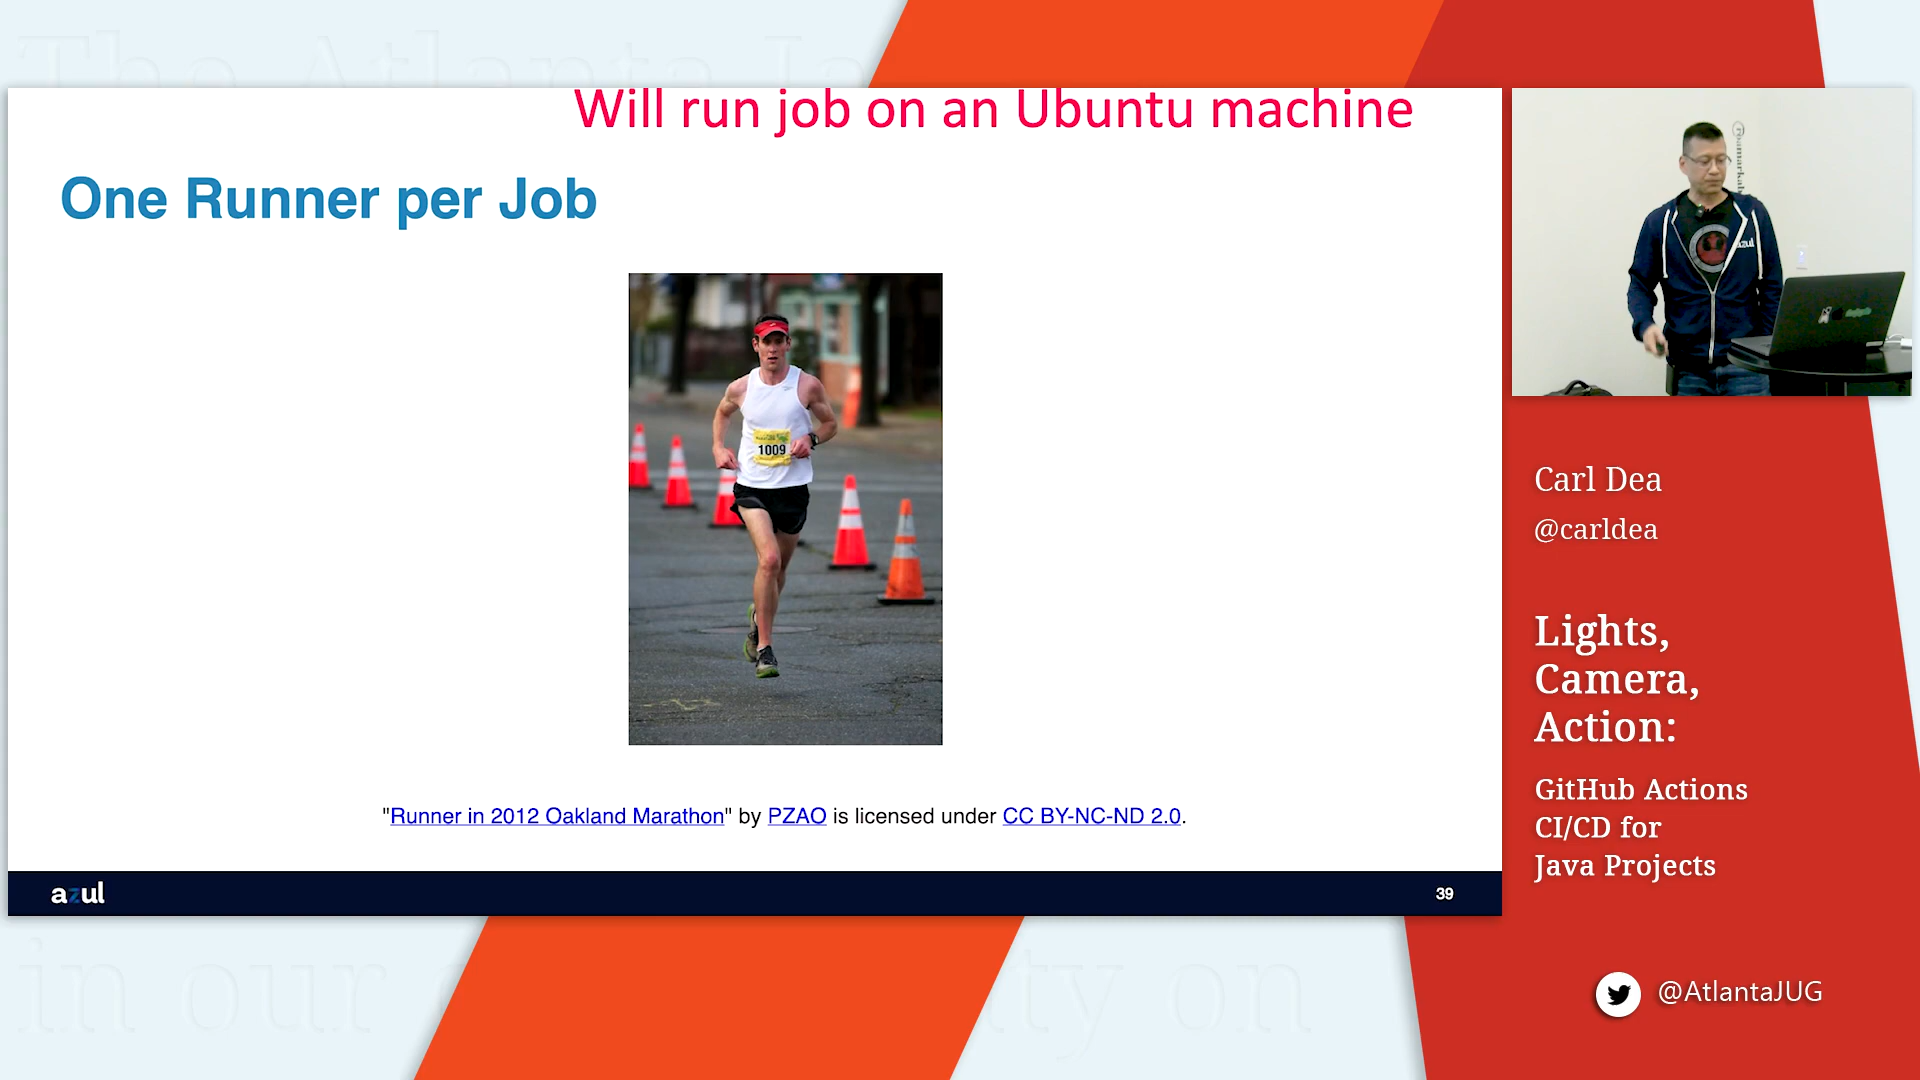 The Atlanta Ja
Will run job on an Ubuntu machine
One Runner per Job
1009
"Runner in 2012 Oakland Marathon" by PZAO is licensed under CC BY-NC-ND 2.0.
azul
39
azul
Carl Dea
@carldea
Lights,
Camera,
Action:
GitHub Actions
CI/CD for
Java Projects
@AtlantaJUG
in our
ty on